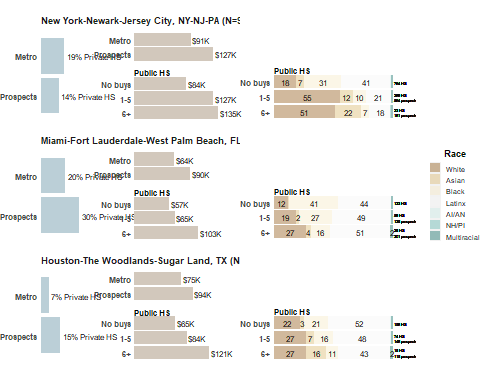 New York-Newark-Jersey City, NY-NJ-PA (N=
Metro 19% Private HS
Prospects 14% Private HS
Metro $91K
Prospects $127K
Public HS
No buys $84K
1-5 $127K
6+ $135K
Public HS
No buys 18 7 31 41
1-5 55 12 10 21
6+ 51 22 7 18
Miami-Fort Lauderdale-West Palm Beach, FL
Metro 20% Private HS
Prospects 30% Private HS
Metro $64K
Prospects $90K
Public HS
No buys $57K
1-5 $65K
6+ $103K
Public HS
No buys 12 41 44
1-5 19 2 27 49
6+ 27 4 16 51
Houston-The Woodlands-Sugar Land, TX (N
Metro 7% Private HS
Prospects 15% Private HS
Metro $75K
Prospects $94K
Public HS
No buys $65K
1-5 $84K
6+ $121K
Public HS
No buys 22 3 21 52
1-5 27 7 16 48
6+ 27 16 11 43
Race
White
Asian
Black
Latinx
AI/AN
NH/PI
Multiracial